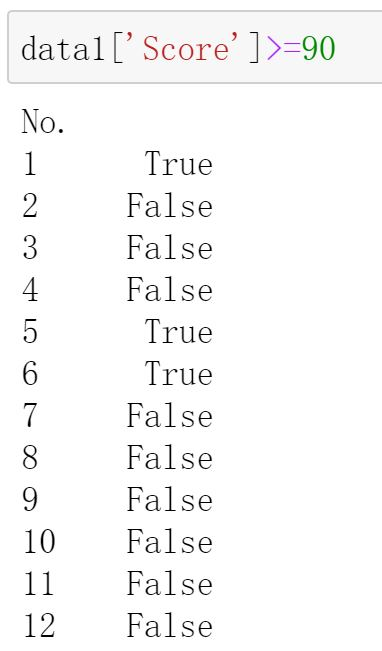 data1['Score']>=90
No.
1 True
2 False
3 False
4 False
5 True
6 True
7 False
8 False
9 False
10 False
11 False
12 False